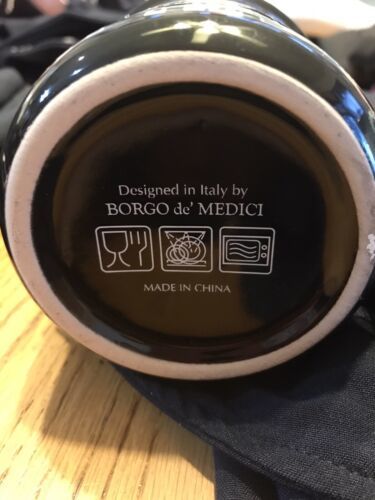 Designed in Italy by
BORGO de' MEDICI
MADE IN CHINA